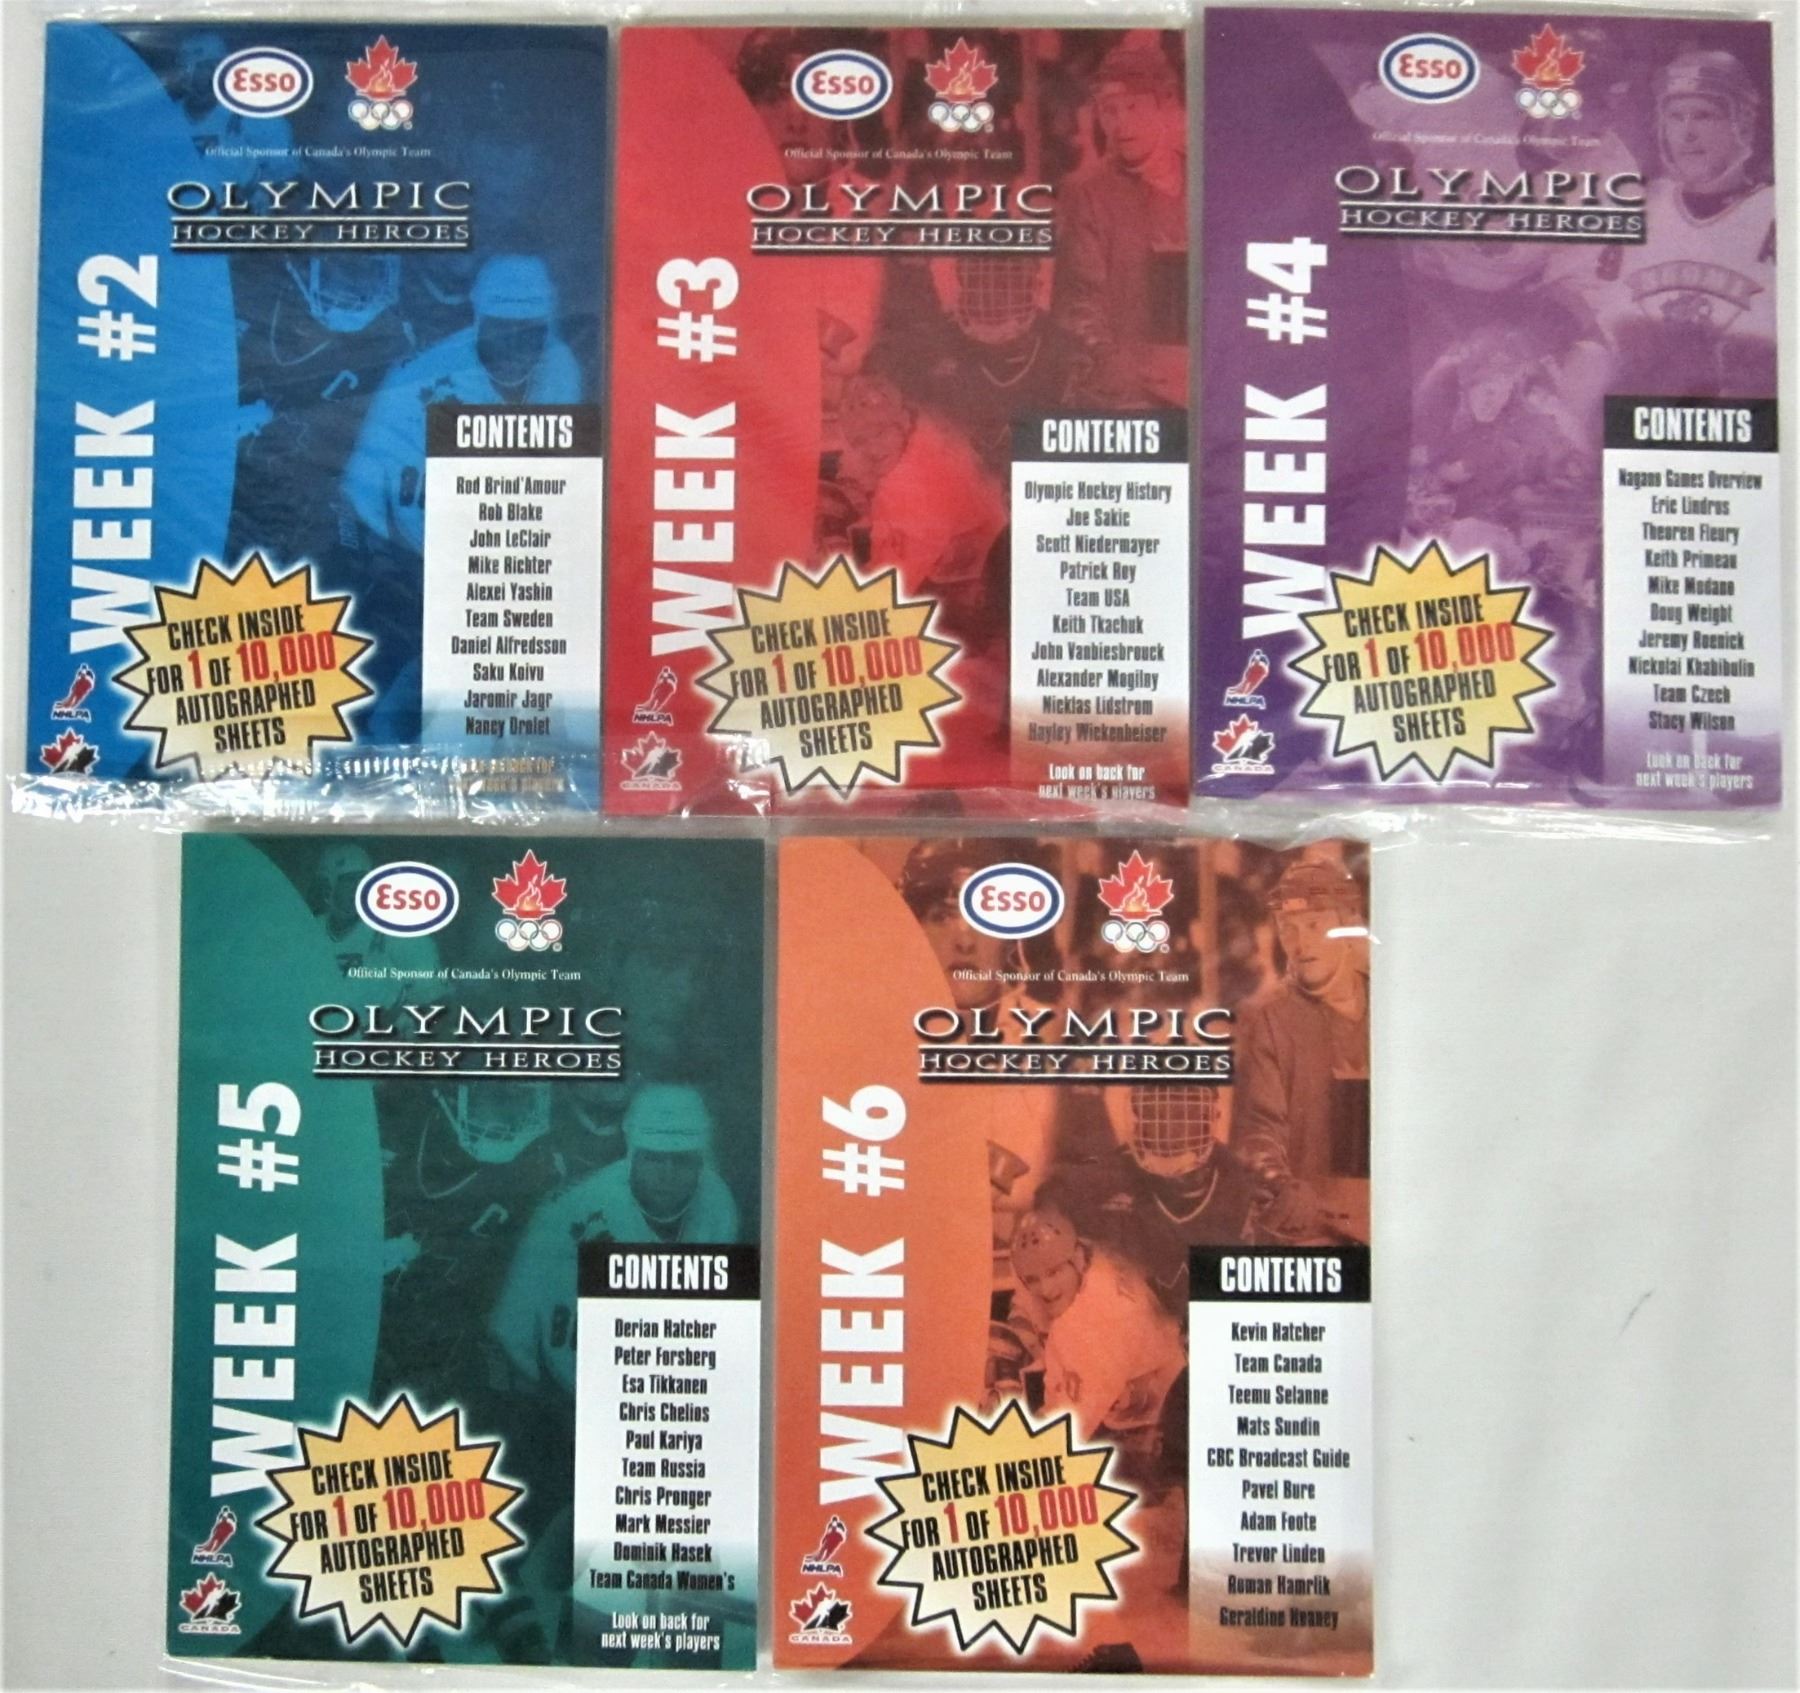 Esso
Official Sponsor of Canada's Olympic Team
OLYMPIC
HOCKEY HEROES
WEEK #2
CONTENTS
Rod Brind'Amour
Rob Blake
John LeClair
Mike Richter
Alexei Yashin
Team Sweden
Daniel Alfredsson
Saku Koivu
Jaromir Jagr
Nancy Drolet
CHECK INSIDE
FOR 1 OF 10,000
AUTOGRAPHED
SHEETS
NHLPA
Esso
Official Sponsor of Canada's Olympic Team
OLYMPIC
HOCKEY HEROES
WEEK #3
CONTENTS
Olympic Hockey History
Joe Sakic
Scott Niedermayer
Patrick Roy
Team USA
Keith Tkachuk
John Vanbiesbrouck
Alexander Mogilny
Nicklas Lidstrom
Hayley Wickenheiser
Look on back for
next week's players
CHECK INSIDE
FOR 1 OF 10,000
AUTOGRAPHED
SHEETS
NHLPA
CANADA
Esso
Official Sponsor of Canada's Olympic Team
OLYMPIC
HOCKEY HEROES
WEEK #4
CONTENTS
Nagano Games Overview
Eric Lindros
Theoren Fleury
Keith Primeau
Mike Modano
Doug Weight
Jeremy Roenick
Nickolai Khabibulin
Team Czech
Stacy Wilson
Look on back for
next week's players
CHECK INSIDE
FOR 1 OF 10,000
AUTOGRAPHED
SHEETS
NHLPA
CANADA
Esso
Official Sponsor of Canada's Olympic Team
OLYMPIC
HOCKEY HEROES
WEEK #5
CONTENTS
Derian Hatcher
Peter Forsberg
Esa Tikkanen
Chris Chelios
Paul Kariya
Team Russia
Chris Pronger
Mark Messier
Dominik Hasek
Team Canada Women's
Look on back for
next week's players
CHECK INSIDE
FOR 1 OF 10,000
AUTOGRAPHED
SHEETS
NHLPA
CANADA
Esso
Official Sponsor of Canada's Olympic Team
OLYMPIC
HOCKEY HEROES
WEEK #6
CONTENTS
Kevin Hatcher
Team Canada
Teemu Selanne
Mats Sundin
CBC Broadcast Guide
Pavel Bure
Adam Foote
Trevor Linden
Roman Hamrlik
Geraldine Heaney
CHECK INSIDE
FOR 1 OF 10,000
AUTOGRAPHED
SHEETS
NHLPA
CANADA